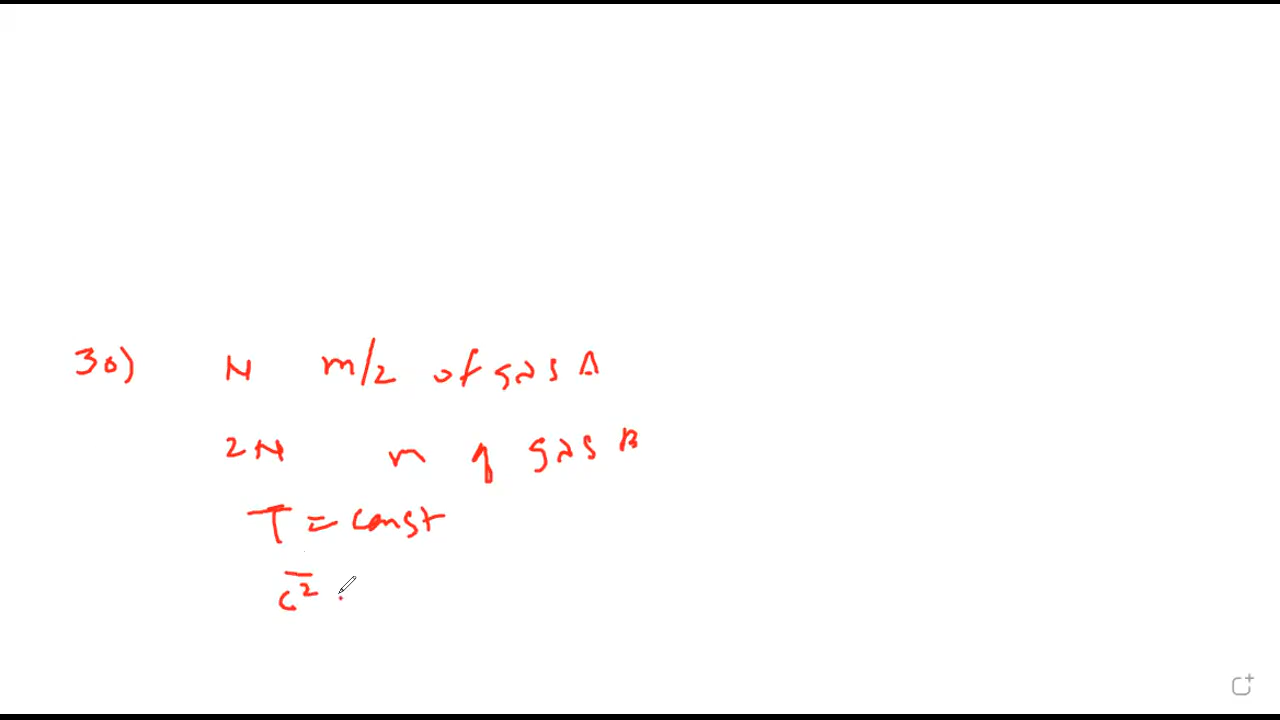 30) N m/2 of gas A
2N m of gas B
T = const
c̅²